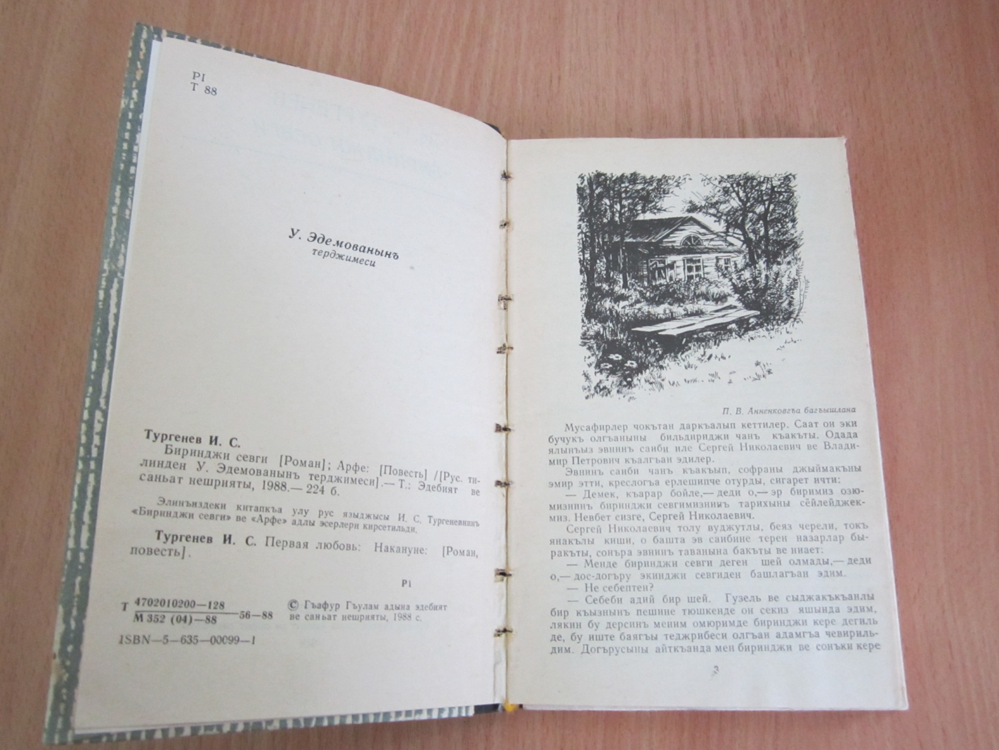 Р1
Т 88
У. Эдемованынъ
терджимеси
Тургенев И. С.
Биринджи севги [Роман]; Арфе: [Повесть] /[Рус. ти-
линден У. Эдемованынъ терджимеси].— Т.: Эдебият ве
саньат нешрияты, 1988.— 224 б.
Элинъиздеки китапкъа улу рус языджысы И. С. Тургеневнинъ
«Биринджи севги» ве «Арфе» адлы эсерлери кирсетильди.
Тургенев И. С. Первая любовь: Накануне: [Роман,
повесть].
Р1
Т 4702010200—128
М 352 (04)—88 56—88
© Гъафур Гъулам адына эдебият
ве саньат нешрияты, 1988 с.
ISBN—5—635—00099—1
П. В. Анненковгъа багъышлана
Мусафирлер чокътан даркъалып кеттилер. Саат он эки
бучукъ олгъаныны бильдириджи чанъ къакъты. Одада
ялынъыз эвнинъ саиби иле Сергей Николаевич ве Влади-
мир Петрович къалгъан эдилер.
Эвнинъ саиби чанъ къакъып, софраны джыймакъны
эмир этти, креслогъа ерлешипче отурды, сигарет ичти:
— Демек, къарар бойле,— деди о,— эр биримиз озю-
мизнинъ биринджи севгимизнинъ тарихыны сёйлейджек-
миз. Невбет сизге, Сергей Николаевич.
Сергей Николаевич толу вуджутлы, беяз черели, токъ
янакълы киши, о башта эв саибине терен назарлар бы-
ракъты, сонъра эвнинъ таванына бакъты ве ниает:
— Менде биринджи севги деген шей олмады,— деди
о,— дос-догъру экинджи севгиден башлагъан эдим.
— Не себептен?
— Себеби адий бир шей. Гузель ве сыджакъкъанлы
бир къызнынъ пешине тюшкенде он секиз яшында эдим,
лякин бу дерсинъ меним омюримде биринджи кере дегиль
де, бу иште баягъы теджрибеси олгъан адамгъа чевириль-
дим. Догърусыны айткъанда мен биринджи ве сонъки кере
3